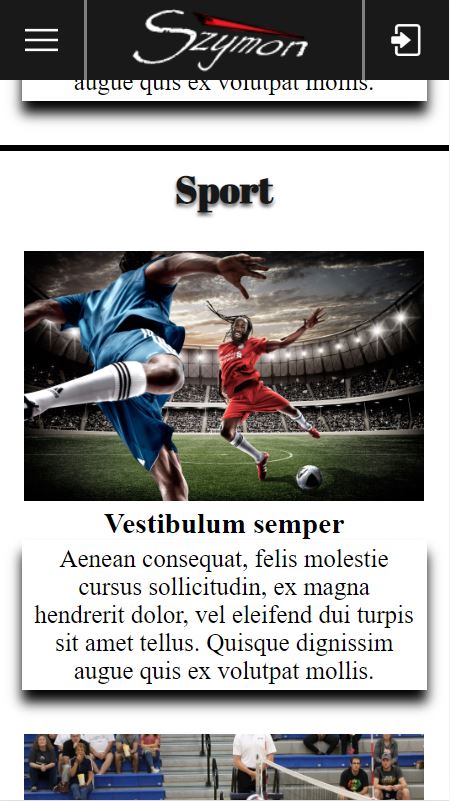 Szymon
augue quis ex volutpat mollis.
Sport
Vestibulum semper
Aenean consequat, felis molestie
cursus sollicitudin, ex magna
hendrerit dolor, vel eleifend dui turpis
sit amet tellus. Quisque dignissim
augue quis ex volutpat mollis.